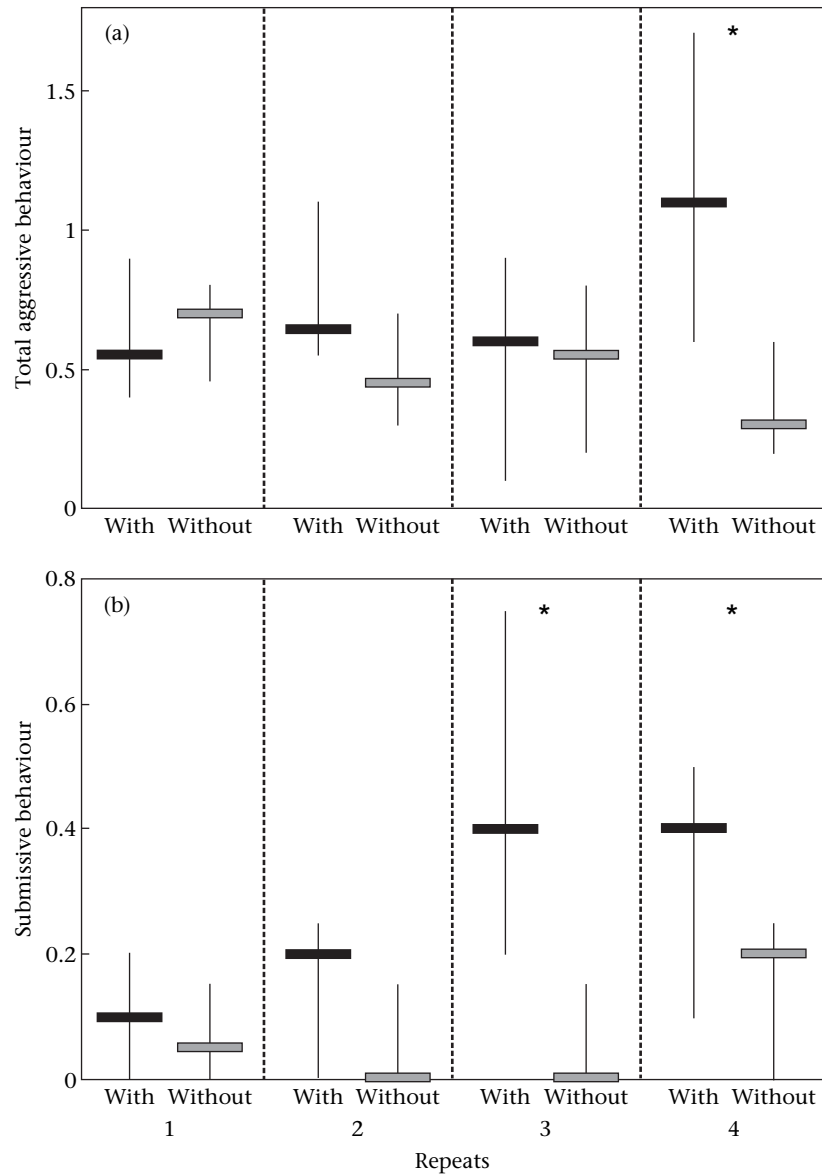 (a)
*
1.5
1
0.5
0
Total aggressive behaviour
With Without With Without With Without With Without
(b)
*
*
0.8
0.6
0.4
0.2
0
Submissive behaviour
With Without With Without With Without With Without
1 2 3 4
Repeats